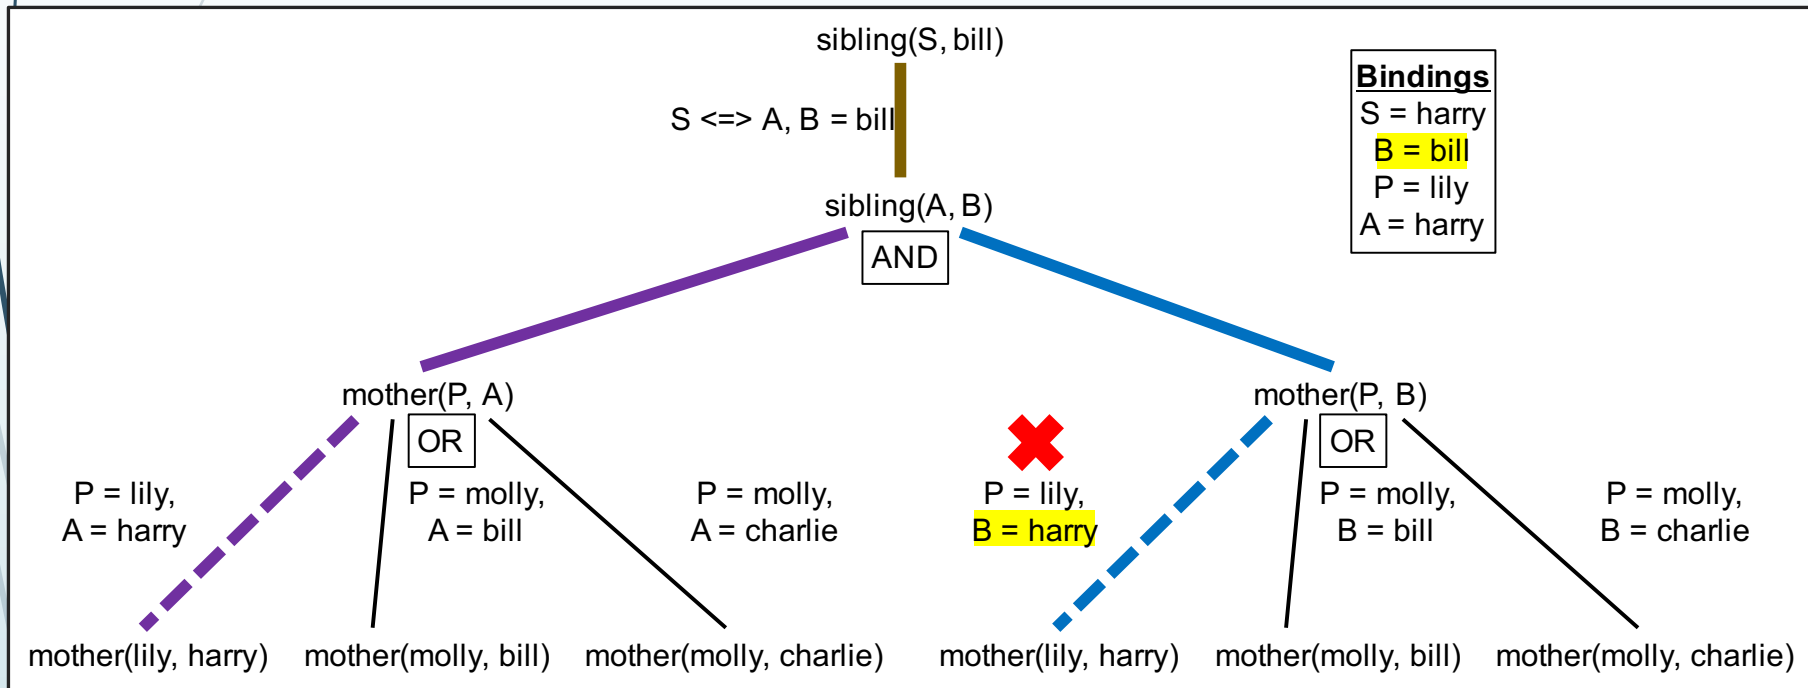 sibling(S, bill)
S <=> A, B = bill
Bindings
S = harry
B = bill
P = lily
A = harry
sibling(A, B)
AND
mother(P, A)
OR
mother(P, B)
OR
P = lily,
A = harry
P = molly,
A = bill
P = molly,
A = charlie
P = lily,
B = harry
P = molly,
B = bill
P = molly,
B = charlie
mother(lily, harry)
mother(molly, bill)
mother(molly, charlie)
mother(lily, harry)
mother(molly, bill)
mother(molly, charlie)